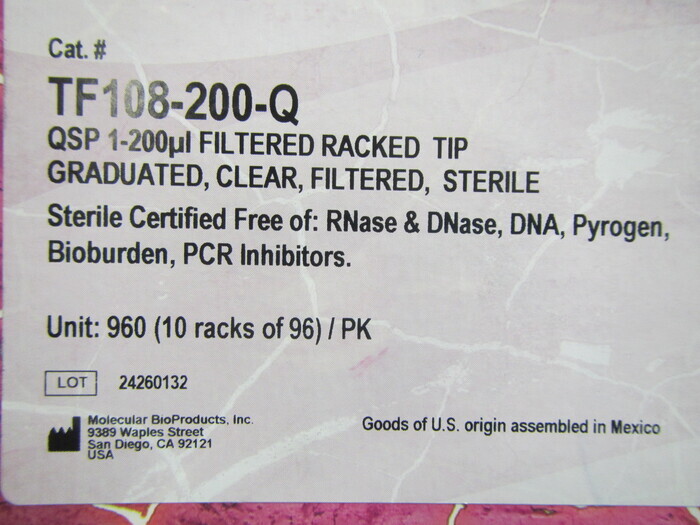 Cat. #
TF108-200-Q
QSP 1-200µl FILTERED RACKED TIP
GRADUATED, CLEAR, FILTERED, STERILE
Sterile Certified Free of: RNase & DNase, DNA, Pyrogen,
Bioburden, PCR Inhibitors.
Unit: 960 (10 racks of 96) / PK
LOT 24260132
Molecular BioProducts, Inc.
9389 Waples Street
San Diego, CA 92121
USA
Goods of U.S. origin assembled in Mexico